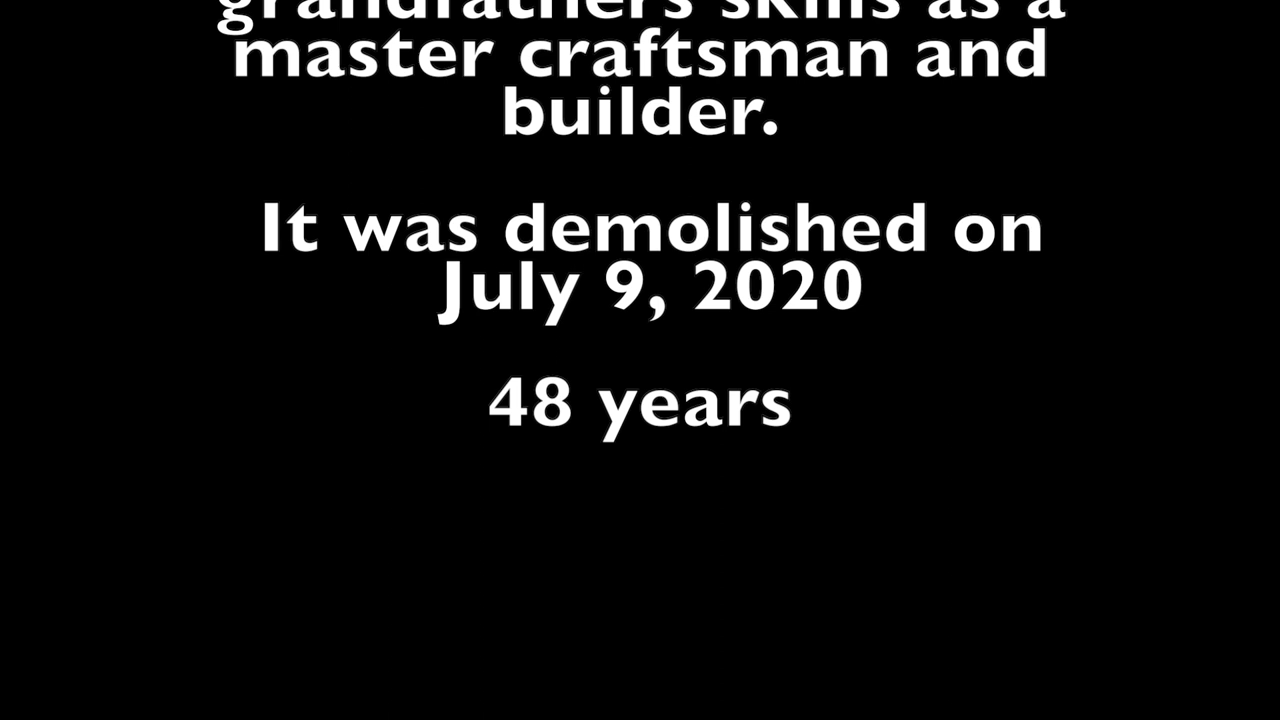 grandfathers skills as a
master craftsman and
builder.
It was demolished on
July 9, 2020
48 years